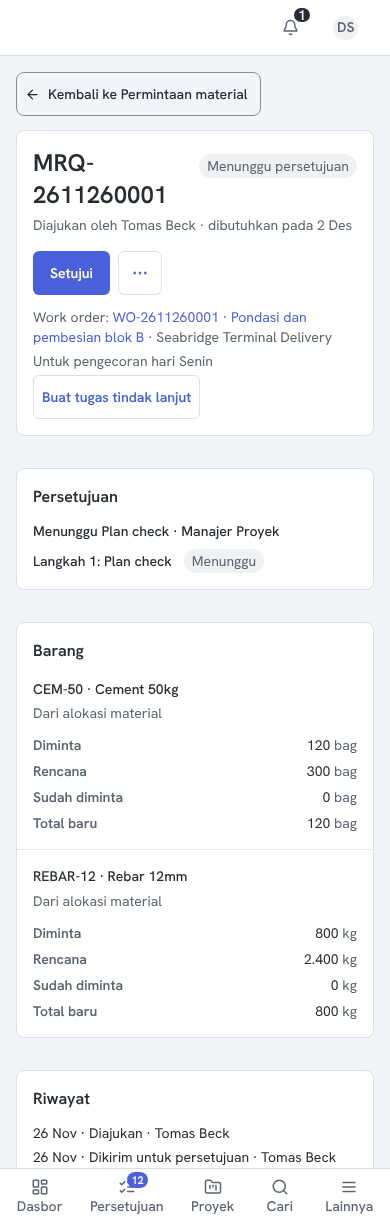 1
DS
Kembali ke Permintaan material
MRQ-
2611260001
Menunggu persetujuan
Diajukan oleh Tomas Beck · dibutuhkan pada 2 Des
Setujui
Work order: WO-2611260001 · Pondasi dan
pembesian blok B · Seabridge Terminal Delivery
Untuk pengecoran hari Senin
Buat tugas tindak lanjut
Persetujuan
Menunggu Plan check · Manajer Proyek
Langkah 1: Plan check Menunggu
Barang
CEM-50 · Cement 50kg
Dari alokasi material
Diminta 120 bag
Rencana 300 bag
Sudah diminta 0 bag
Total baru 120 bag
REBAR-12 · Rebar 12mm
Dari alokasi material
Diminta 800 kg
Rencana 2.400 kg
Sudah diminta 0 kg
Total baru 800 kg
Riwayat
26 Nov · Diajukan · Tomas Beck
26 Nov · Dikirim untuk persetujuan · Tomas Beck
12
Dasbor Persetujuan Proyek Cari Lainnya